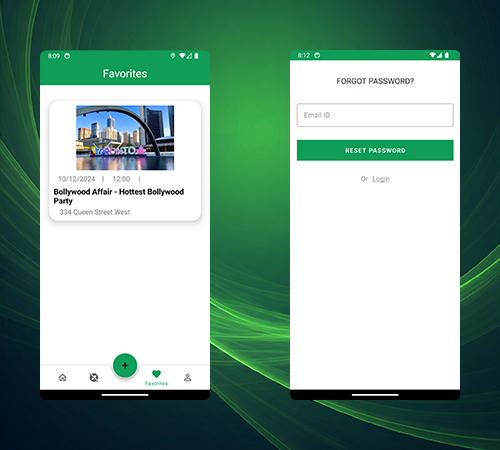 8:09
Favorites
TORONTO
10/12/2024 | 12:00 |
Bollywood Affair - Hottest Bollywood
Party
334 Queen Street West
+
Favorites
8:12
FORGOT PASSWORD?
Email ID
RESET PASSWORD
Or Login